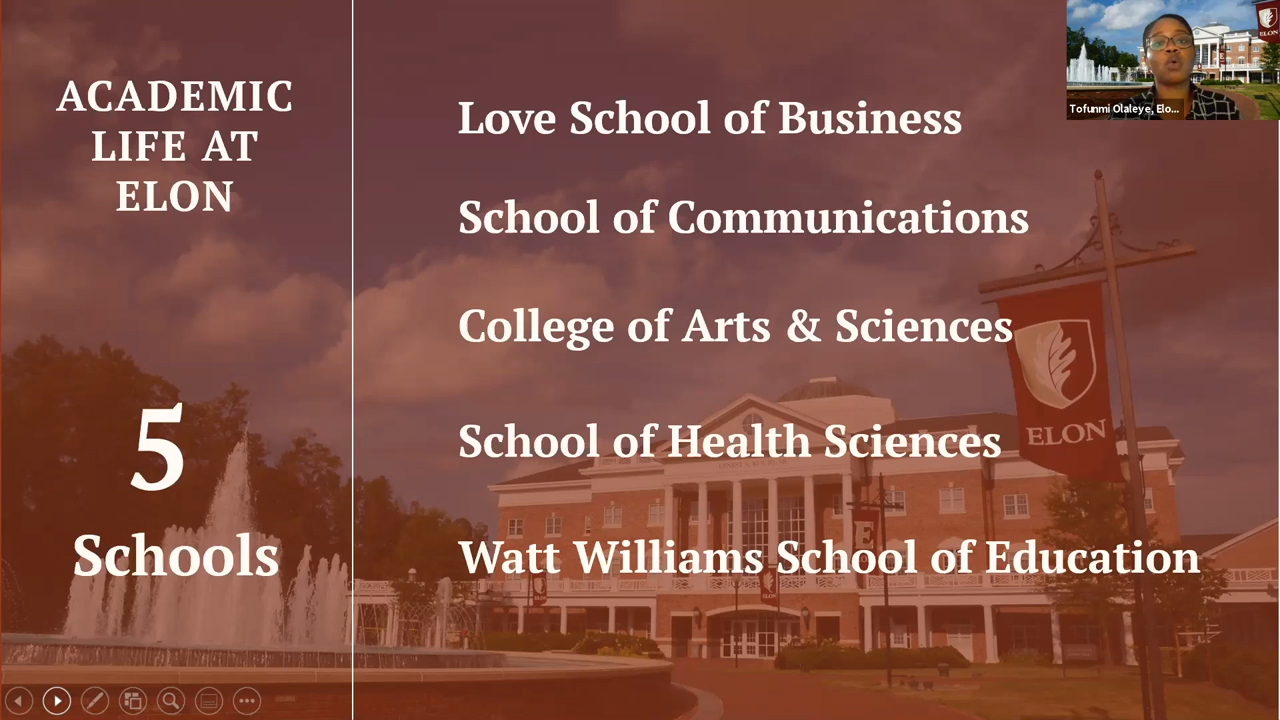 ACADEMIC
LIFE AT
ELON
5
Schools
Love School of Business
School of Communications
College of Arts & Sciences
School of Health Sciences
Watt Williams School of Education
ELON
E
Tofunmi Olaleye, Elo...
ELON